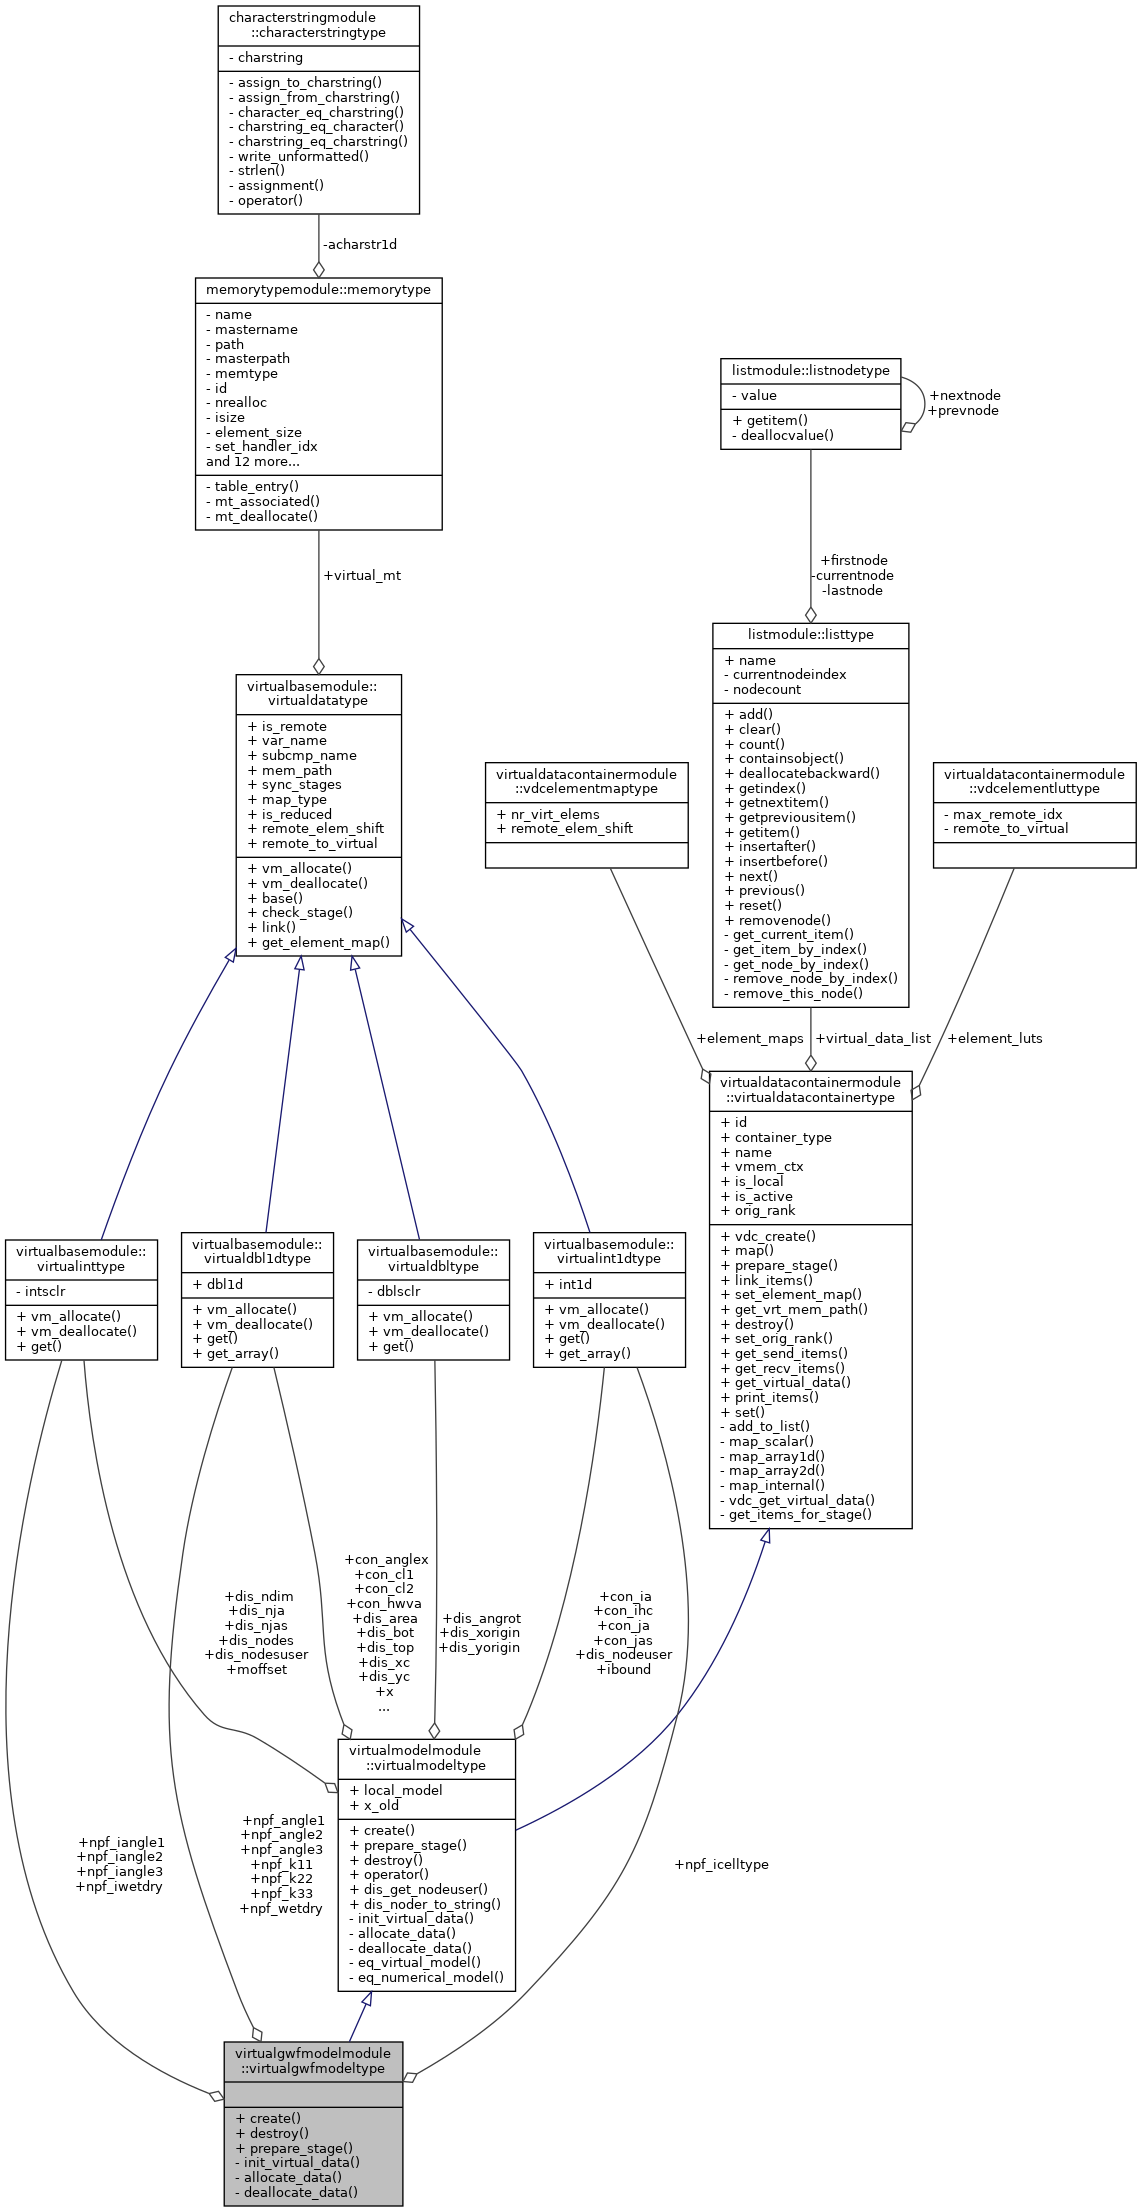 characterstringmodule
::characterstringtype
- charstring
- assign_to_charstring()
- assign_from_charstring()
- character_eq_charstring()
- charstring_eq_character()
- charstring_eq_charstring()
- write_unformatted()
- strlen()
- assignment()
- operator()
-acharstr1d
memorytypemodule::memorytype
- name
- mastername
- path
- masterpath
- memtype
- id
- nrealloc
- isize
- element_size
- set_handler_idx
and 12 more...
- table_entry()
- mt_associated()
- mt_deallocate()
+virtual_mt
listmodule::listnodetype
- value
+ getitem()
- deallocvalue()
+nextnode
+prevnode
+firstnode
-currentnode
-lastnode
listmodule::listtype
+ name
- currentnodeindex
- nodecount
+ add()
+ clear()
+ count()
+ containsobject()
+ deallocatebackward()
+ getindex()
+ getnextitem()
+ getpreviousitem()
+ getitem()
+ insertafter()
+ insertbefore()
+ next()
+ previous()
+ reset()
+ removenode()
- get_current_item()
- get_item_by_index()
- get_node_by_index()
- remove_node_by_index()
- remove_this_node()
virtualbasemodule::
virtualdatatype
+ is_remote
+ var_name
+ subcmp_name
+ mem_path
+ sync_stages
+ map_type
+ is_reduced
+ remote_elem_shift
+ remote_to_virtual
+ vm_allocate()
+ vm_deallocate()
+ base()
+ check_stage()
+ link()
+ get_element_map()
virtualdatacontainermodule
::vdcelementmaptype
+ nr_virt_elems
+ remote_elem_shift
virtualdatacontainermodule
::vdcelementluttype
- max_remote_idx
- remote_to_virtual
+element_maps
+virtual_data_list
+element_luts
virtualdatacontainermodule
::virtualdatacontainertype
+ id
+ container_type
+ name
+ vmem_ctx
+ is_local
+ is_active
+ orig_rank
+ vdc_create()
+ map()
+ prepare_stage()
+ link_items()
+ set_element_map()
+ get_vrt_mem_path()
+ destroy()
+ set_orig_rank()
+ get_send_items()
+ get_recv_items()
+ get_virtual_data()
+ print_items()
+ set()
- add_to_list()
- map_scalar()
- map_array1d()
- map_array2d()
- map_internal()
- vdc_get_virtual_data()
- get_items_for_stage()
virtualbasemodule::
virtualinttype
- intsclr
+ vm_allocate()
+ vm_deallocate()
+ get()
virtualbasemodule::
virtualdbl1dtype
+ dbl1d
+ vm_allocate()
+ vm_deallocate()
+ get()
+ get_array()
virtualbasemodule::
virtualdbltype
- dblsclr
+ vm_allocate()
+ vm_deallocate()
+ get()
virtualbasemodule::
virtualint1dtype
+ int1d
+ vm_allocate()
+ vm_deallocate()
+ get()
+ get_array()
+dis_ndim
+dis_nja
+dis_njas
+dis_nodes
+dis_nodesuser
+moffset
+con_anglex
+con_cl1
+con_cl2
+con_hwva
+dis_area
+dis_bot
+dis_top
+dis_xc
+dis_yc
+x
...
+dis_angrot
+dis_xorigin
+dis_yorigin
+con_ia
+con_ihc
+con_ja
+con_jas
+dis_nodeuser
+ibound
virtualmodelmodule
::virtualmodeltype
+ local_model
+ x_old
+ create()
+ prepare_stage()
+ destroy()
+ operator()
+ dis_get_nodeuser()
+ dis_noder_to_string()
- init_virtual_data()
- allocate_data()
- deallocate_data()
- eq_virtual_model()
- eq_numerical_model()
+npf_iangle1
+npf_iangle2
+npf_iangle3
+npf_iwetdry
+npf_angle1
+npf_angle2
+npf_angle3
+npf_k11
+npf_k22
+npf_k33
+npf_wetdry
+npf_icelltype
virtualgwfmodelmodule
::virtualgwfmodeltype
+ create()
+ destroy()
+ prepare_stage()
- init_virtual_data()
- allocate_data()
- deallocate_data()